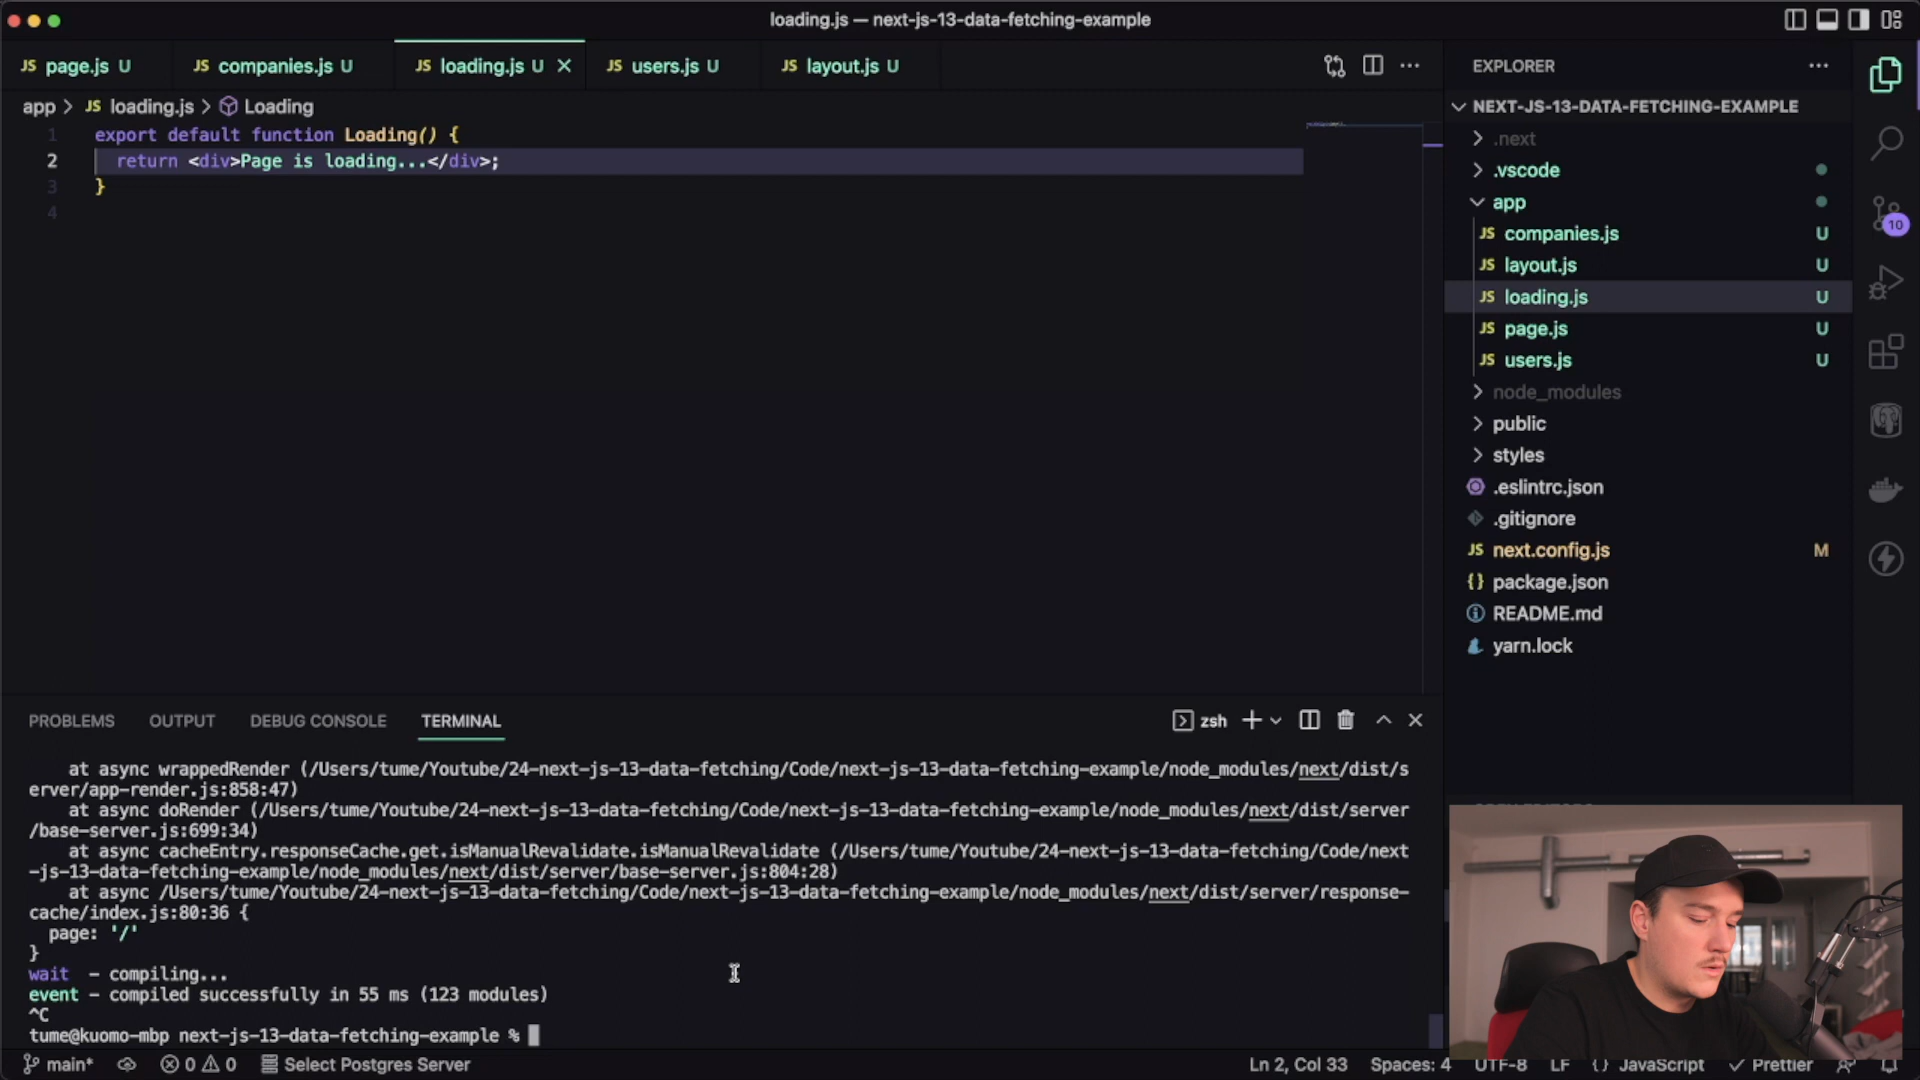 loading.js — next-js-13-data-fetching-example
JS page.js U
JS companies.js U
JS loading.js U
JS users.js U
JS layout.js U
app > JS loading.js > Loading
1 export default function Loading() {
2 return <div>Page is loading...</div>;
3 }
4
EXPLORER
NEXT-JS-13-DATA-FETCHING-EXAMPLE
.next
.vscode
app
JS companies.js U
JS layout.js U
JS loading.js U
JS page.js U
JS users.js U
node_modules
public
styles
.eslintrc.json
.gitignore
JS next.config.js M
{} package.json
README.md
yarn.lock
10
PROBLEMS OUTPUT DEBUG CONSOLE TERMINAL
zsh
at async wrappedRender (/Users/tume/Youtube/24-next-js-13-data-fetching/Code/next-js-13-data-fetching-example/node_modules/next/dist/s
erver/app-render.js:858:47)
at async doRender (/Users/tume/Youtube/24-next-js-13-data-fetching/Code/next-js-13-data-fetching-example/node_modules/next/dist/server
/base-server.js:699:34)
at async cacheEntry.responseCache.get.isManualRevalidate.isManualRevalidate (/Users/tume/Youtube/24-next-js-13-data-fetching/Code/next
-js-13-data-fetching-example/node_modules/next/dist/server/base-server.js:804:28)
at async /Users/tume/Youtube/24-next-js-13-data-fetching/Code/next-js-13-data-fetching-example/node_modules/next/dist/server/response-
cache/index.js:80:36 {
page: '/'
}
wait - compiling...
event - compiled successfully in 55 ms (123 modules)
^C
tume@kuomo-mbp next-js-13-data-fetching-example %
main* 0 0 Select Postgres Server
Ln 2, Col 33 Spaces: 4 UTF-8 LF {} JavaScript Prettier